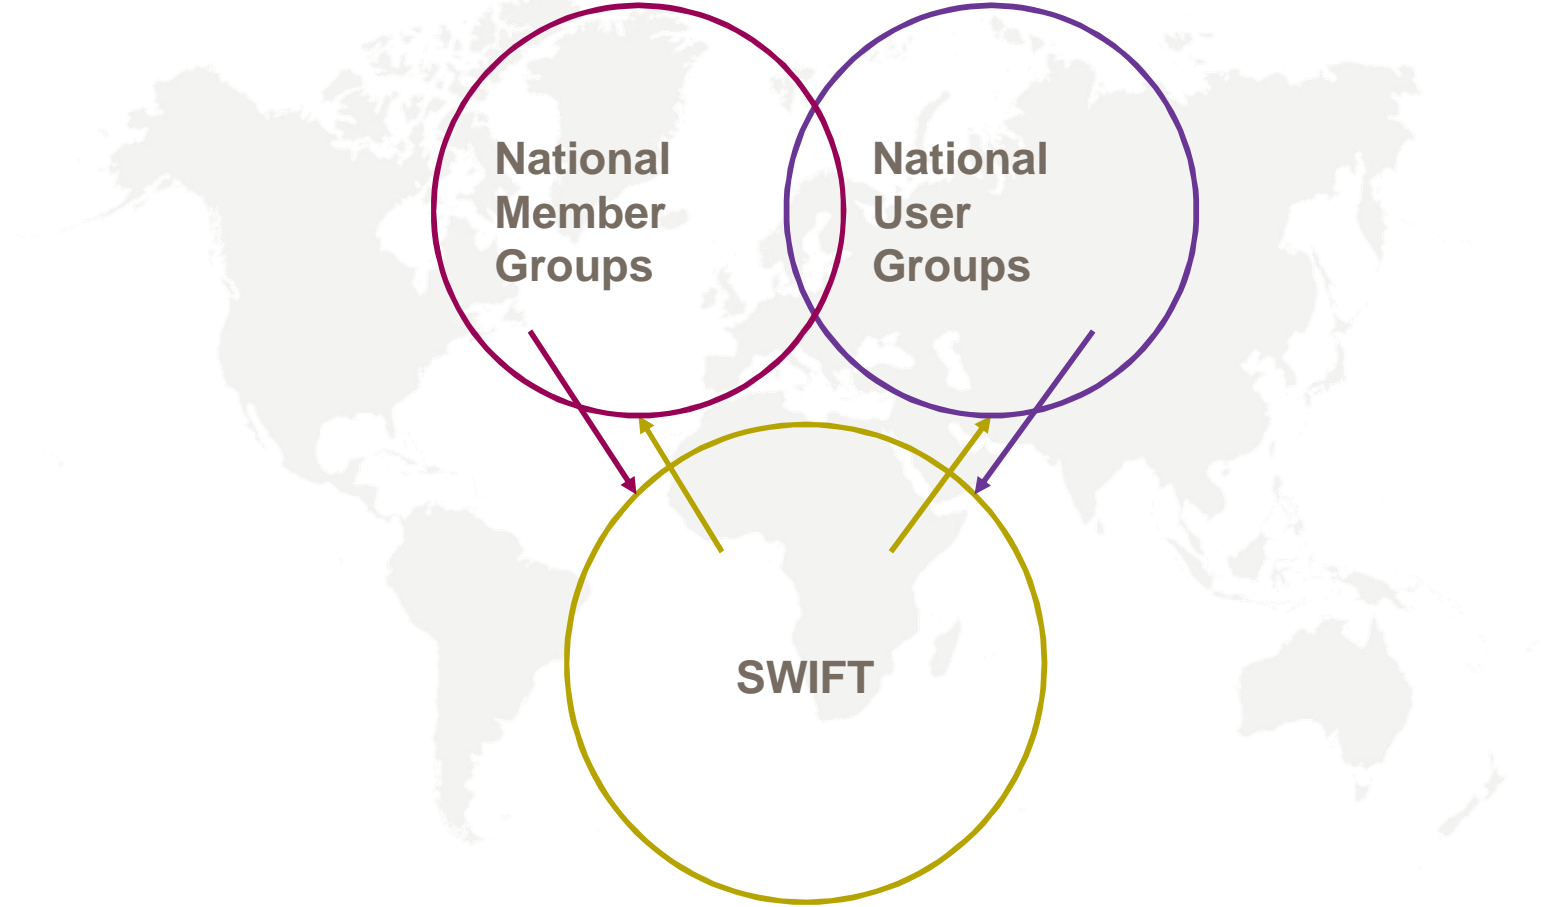 National
Member
Groups
National
User
Groups
SWIFT